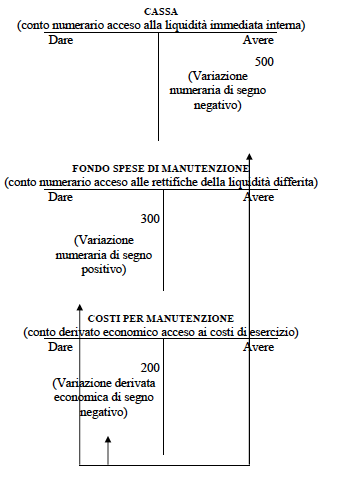 CASSA
(conto numerario acceso alla liquidità immediata interna)
Dare Avere
500
(Variazione
numeraria di segno
negativo)
FONDO SPESE DI MANUTENZIONE
(conto numerario acceso alle rettifiche della liquidità differita)
Dare Avere
300
(Variazione
numeraria di segno
positivo)
COSTI PER MANUTENZIONE
(conto derivato economico acceso ai costi di esercizio)
Dare Avere
200
(Variazione derivata
economica di segno
negativo)